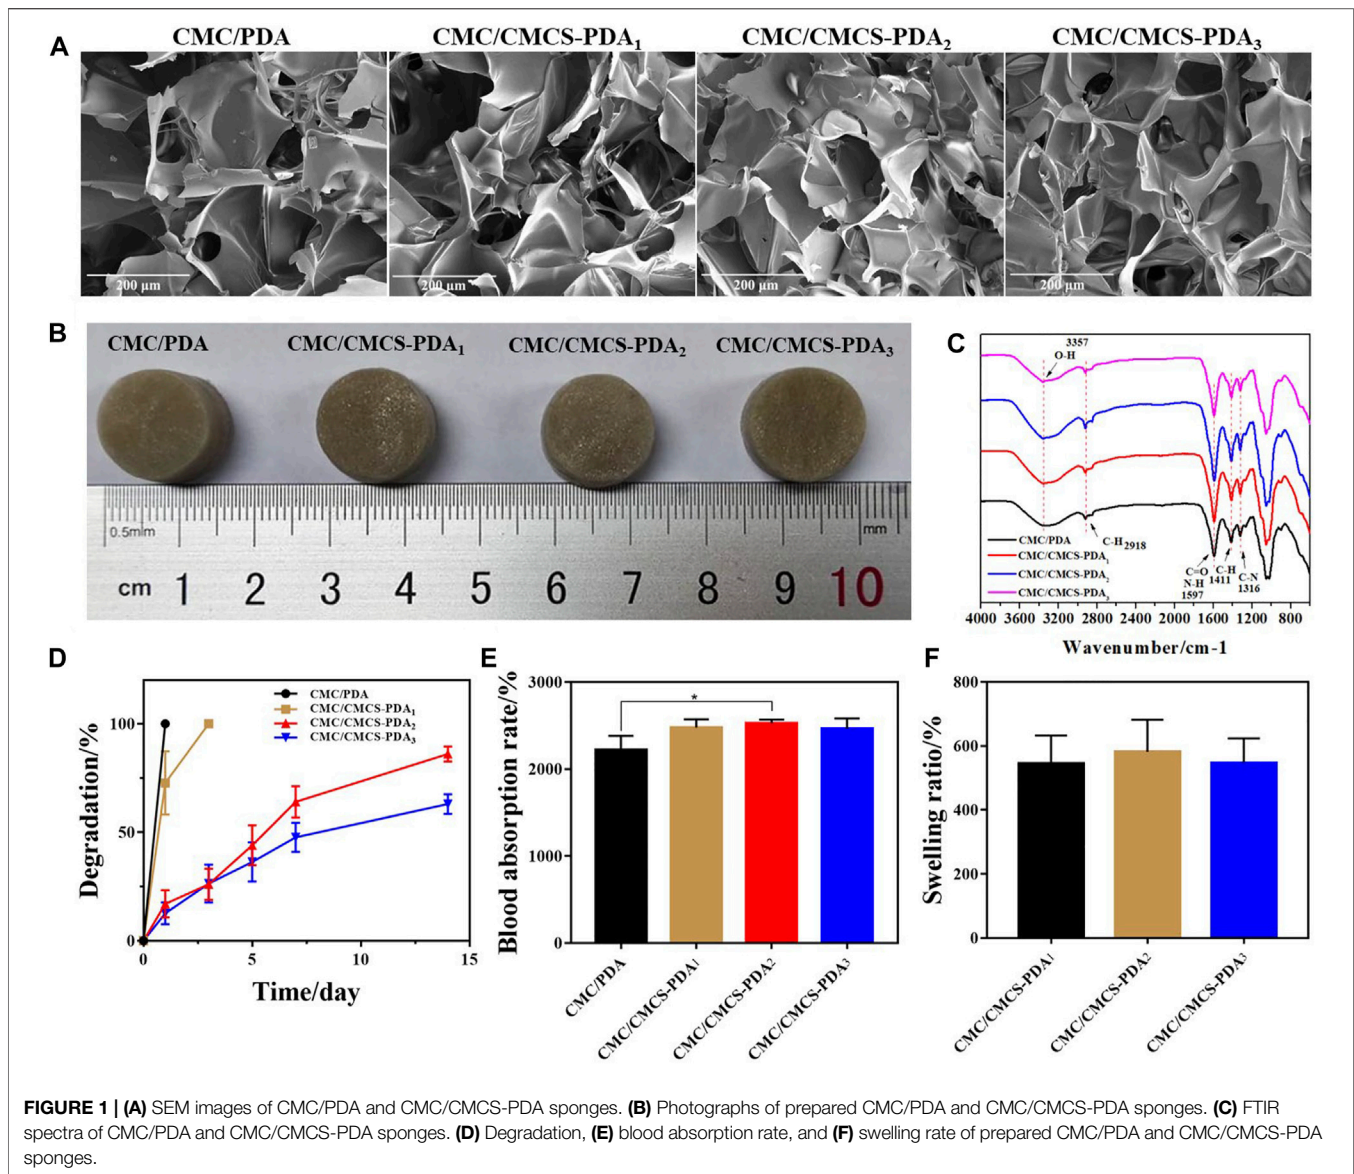 A
CMC/PDA CMC/CMCS-PDA1 CMC/CMCS-PDA2 CMC/CMCS-PDA3
200 µm 200 µm 200 µm 200 µm
B
CMC/PDA CMC/CMCS-PDA1 CMC/CMCS-PDA2 CMC/CMCS-PDA3
0.5mm mm
cm 1 2 3 4 5 6 7 8 9 10
C
3357
O-H
C-H 2918
C=O
N-H
1597
C-H
1411
C-N
1316
CMC/PDA
CMC/CMCS-PDA1
CMC/CMCS-PDA2
CMC/CMCS-PDA3
4000 3600 3200 2800 2400 2000 1600 1200 800
Wavenumber/cm-1
D
Degradation/%
100
50
0
CMC/PDA
CMC/CMCS-PDA1
CMC/CMCS-PDA2
CMC/CMCS-PDA3
0 5 10 15
Time/day
E
Blood absorption rate/%
3000
2000
1000
0
*
CMC/PDA
CMC/CMCS-PDA1
CMC/CMCS-PDA2
CMC/CMCS-PDA3
F
Swelling ratio/%
800
600
400
200
0
CMC/CMCS-PDA1
CMC/CMCS-PDA2
CMC/CMCS-PDA3
FIGURE 1 | (A) SEM images of CMC/PDA and CMC/CMCS-PDA sponges. (B) Photographs of prepared CMC/PDA and CMC/CMCS-PDA sponges. (C) FTIR
spectra of CMC/PDA and CMC/CMCS-PDA sponges. (D) Degradation, (E) blood absorption rate, and (F) swelling rate of prepared CMC/PDA and CMC/CMCS-PDA
sponges.